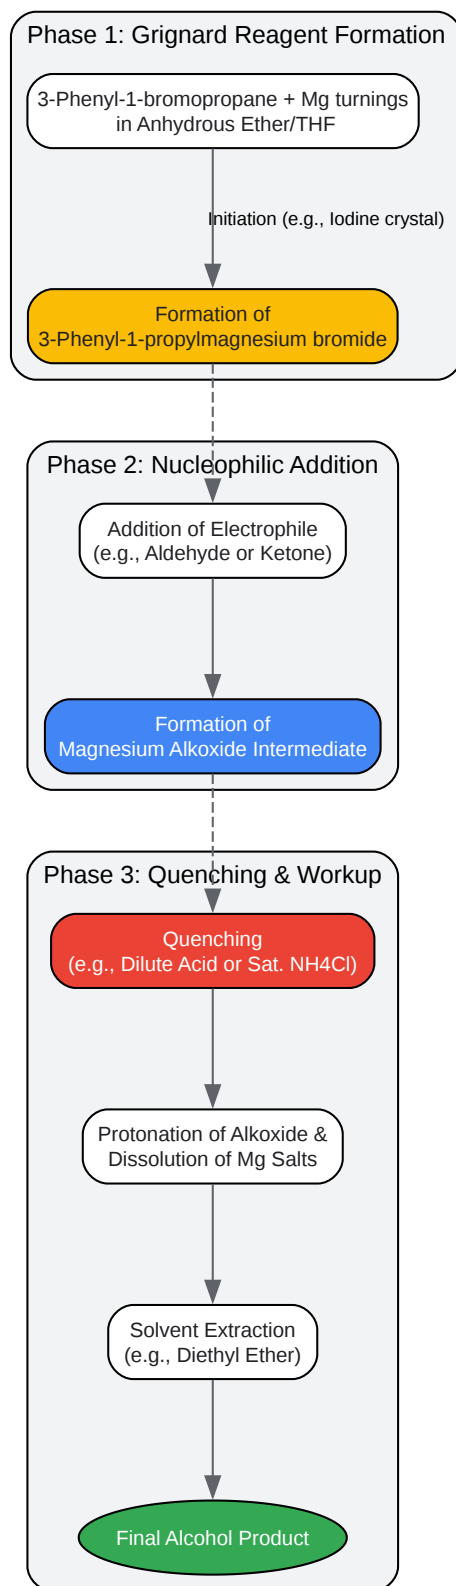 Phase 1: Grignard Reagent Formation
3-Phenyl-1-bromopropane + Mg turnings
in Anhydrous Ether/THF
Initiation (e.g., Iodine crystal)
Formation of
3-Phenyl-1-propylmagnesium bromide
Phase 2: Nucleophilic Addition
Addition of Electrophile
(e.g., Aldehyde or Ketone)
Formation of
Magnesium Alkoxide Intermediate
Phase 3: Quenching & Workup
Quenching
(e.g., Dilute Acid or Sat. NH4Cl)
Protonation of Alkoxide &
Dissolution of Mg Salts
Solvent Extraction
(e.g., Diethyl Ether)
Final Alcohol Product